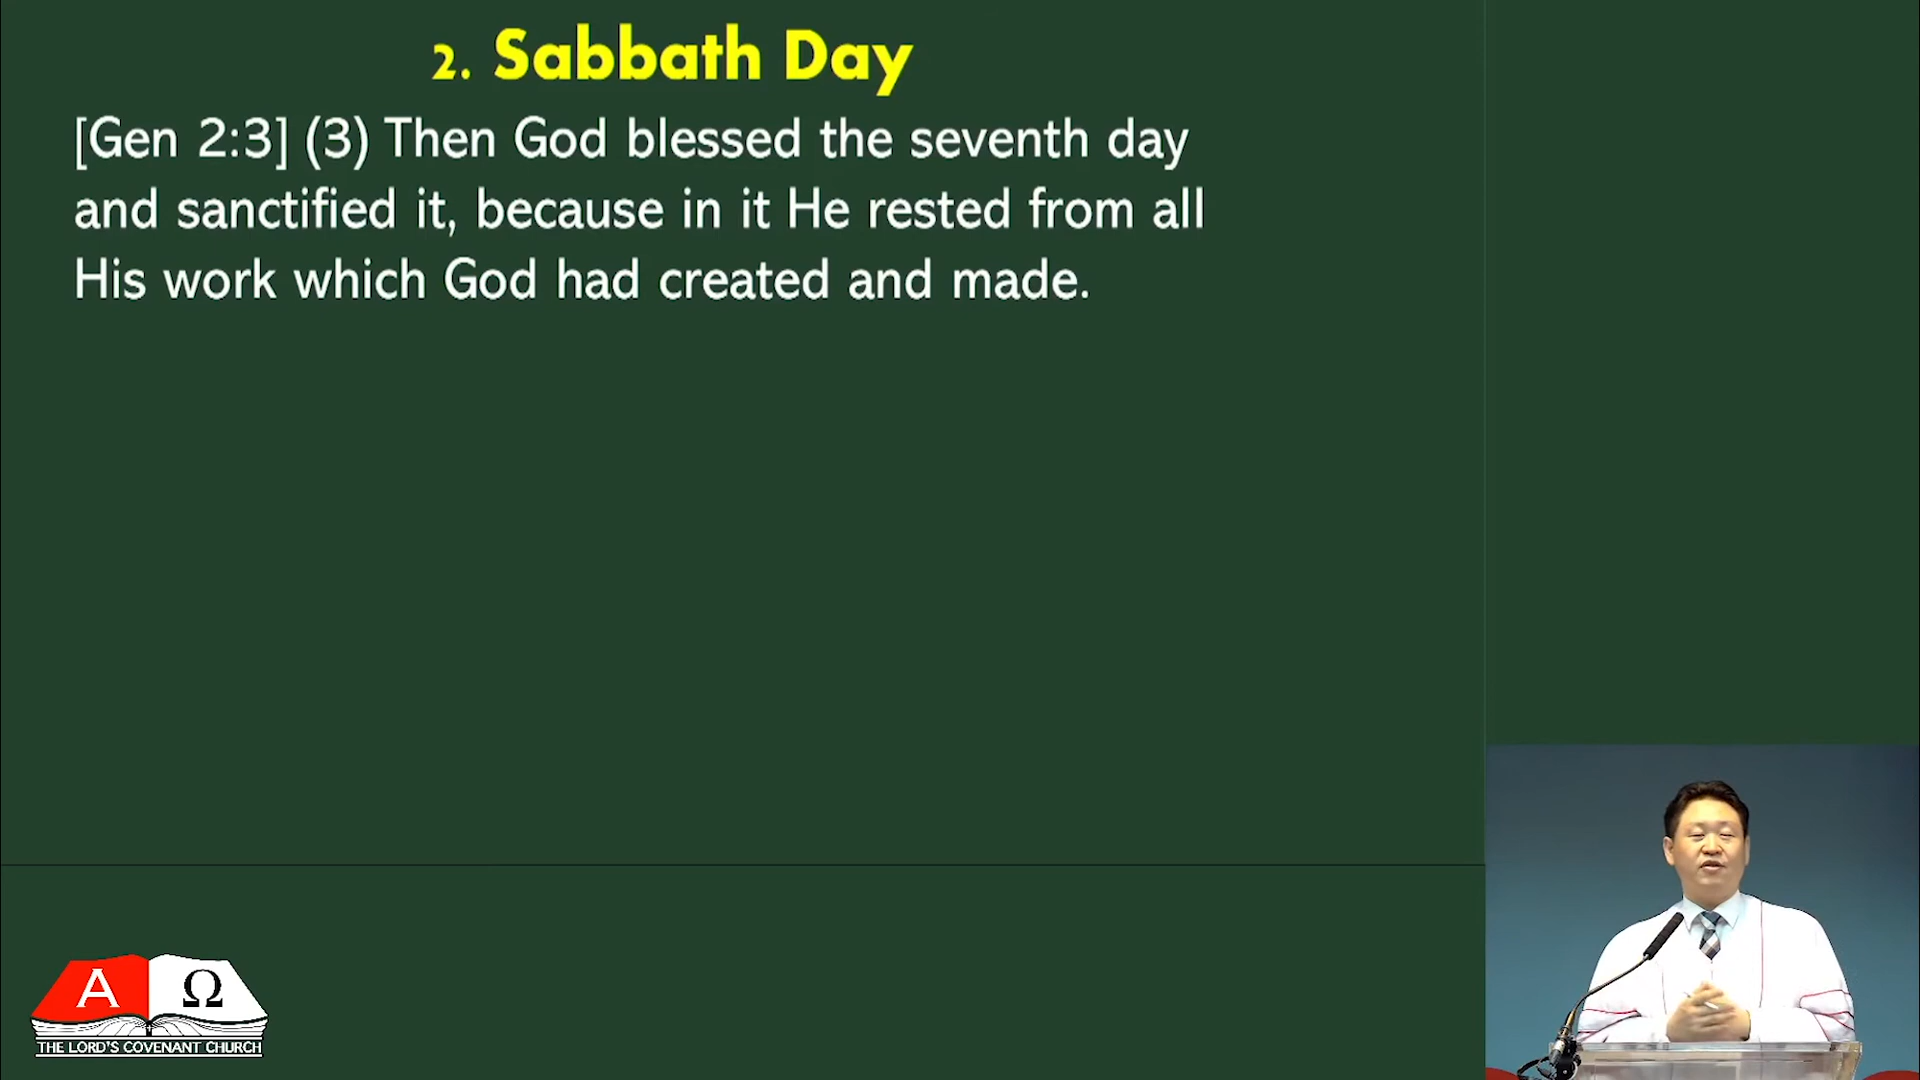 2. Sabbath Day
[Gen 2:3] (3) Then God blessed the seventh day
and sanctified it, because in it He rested from all
His work which God had created and made.
A Ω
THE LORD'S COVENANT CHURCH